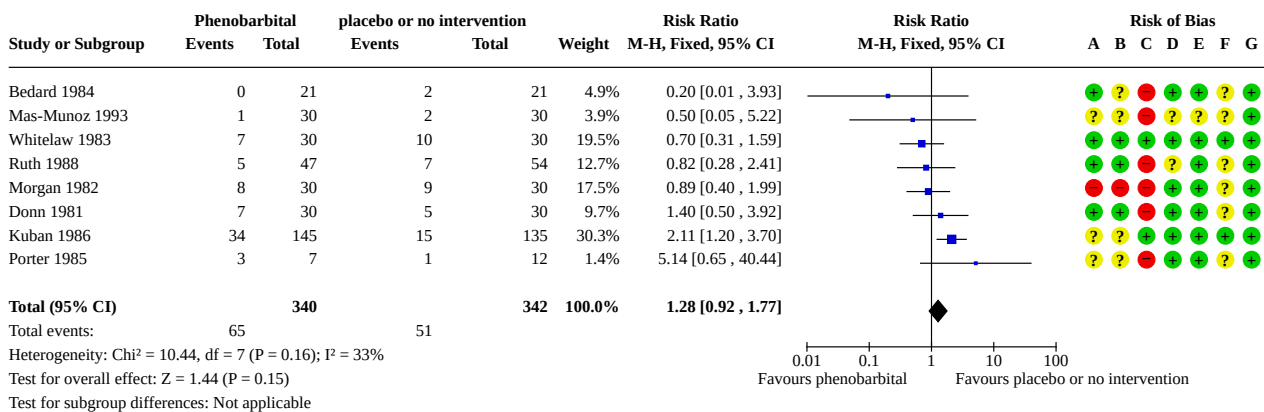 Phenobarbital placebo or no intervention Risk Ratio Risk Ratio Risk of Bias
Study or Subgroup Events Total Events Total Weight M-H, Fixed, 95% CI M-H, Fixed, 95% CI A B C D E F G
Bedard 1984 0 21 2 21 4.9% 0.20 [0.01 , 3.93] + ? − + + ? +
Mas-Munoz 1993 1 30 2 30 3.9% 0.50 [0.05 , 5.22] ? ? − ? ? ? +
Whitelaw 1983 7 30 10 30 19.5% 0.70 [0.31 , 1.59] + + + + + + +
Ruth 1988 5 47 7 54 12.7% 0.82 [0.28 , 2.41] + + − ? + ? +
Morgan 1982 8 30 9 30 17.5% 0.89 [0.40 , 1.99] − − − + + ? +
Donn 1981 7 30 5 30 9.7% 1.40 [0.50 , 3.92] + + − + + ? +
Kuban 1986 34 145 15 135 30.3% 2.11 [1.20 , 3.70] ? ? + + + + +
Porter 1985 3 7 1 12 1.4% 5.14 [0.65 , 40.44] ? ? − + + ? +
Total (95% CI) 340 342 100.0% 1.28 [0.92 , 1.77]
Total events: 65 51
Heterogeneity: Chi² = 10.44, df = 7 (P = 0.16); I² = 33%
Test for overall effect: Z = 1.44 (P = 0.15)
Test for subgroup differences: Not applicable
0.01 0.1 1 10 100
Favours phenobarbital Favours placebo or no intervention